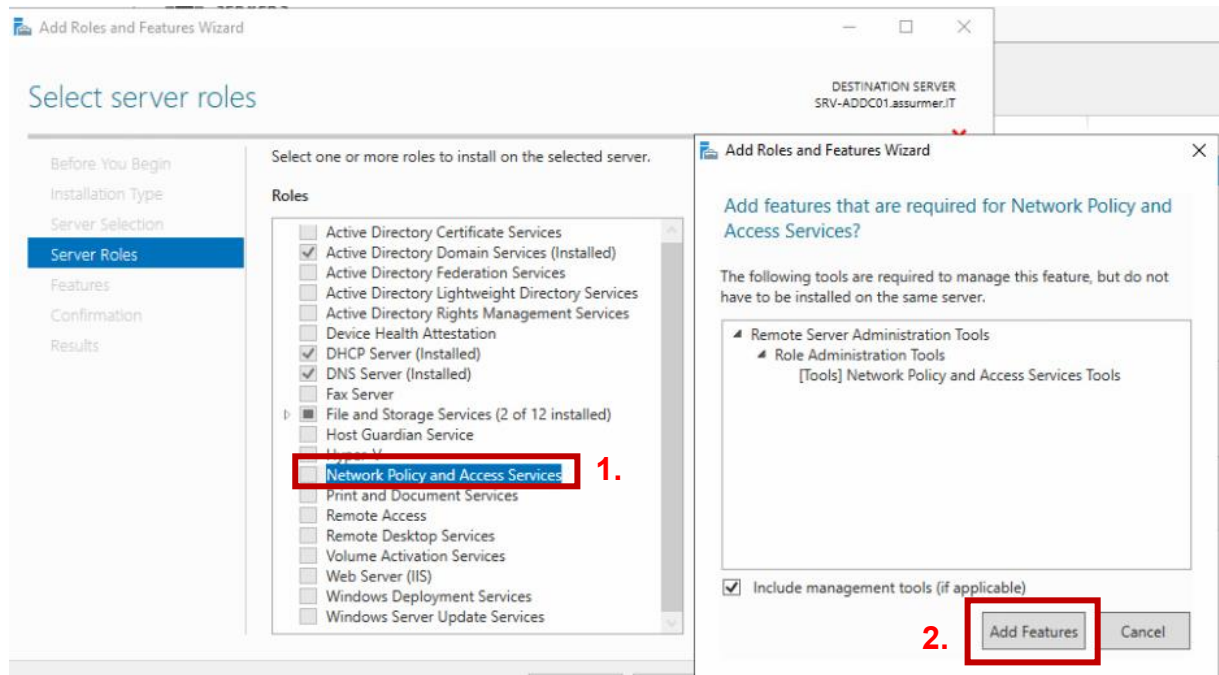 Add Roles and Features Wizard
Select server roles
DESTINATION SERVER
SRV-ADDC01.assurmer.IT
Before You Begin
Installation Type
Server Selection
Server Roles
Features
Confirmation
Results
Select one or more roles to install on the selected server.
Roles
Active Directory Certificate Services
Active Directory Domain Services (Installed)
Active Directory Federation Services
Active Directory Lightweight Directory Services
Active Directory Rights Management Services
Device Health Attestation
DHCP Server (Installed)
DNS Server (Installed)
Fax Server
File and Storage Services (2 of 12 installed)
Host Guardian Service
Hyper-V
Network Policy and Access Services
1.
Print and Document Services
Remote Access
Remote Desktop Services
Volume Activation Services
Web Server (IIS)
Windows Deployment Services
Windows Server Update Services
Add Roles and Features Wizard
Add features that are required for Network Policy and
Access Services?
The following tools are required to manage this feature, but do not
have to be installed on the same server.
Remote Server Administration Tools
Role Administration Tools
[Tools] Network Policy and Access Services Tools
Include management tools (if applicable)
2.
Add Features
Cancel